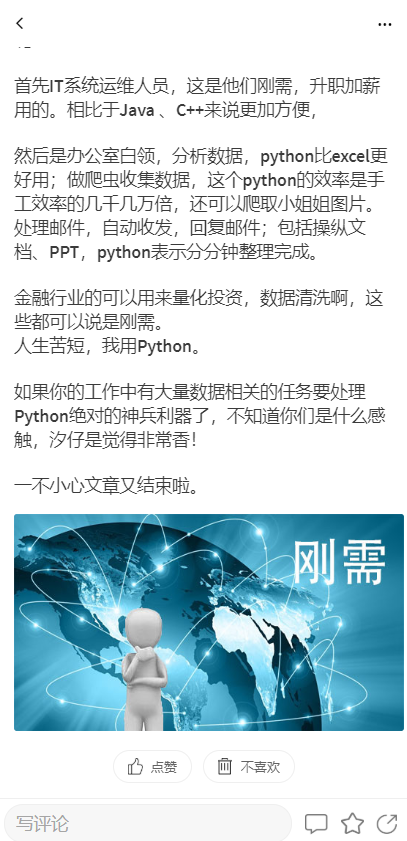 首先IT系统运维人员，这是他们刚需，升职加薪
用的。相比于Java 、C++来说更加方便，
然后是办公室白领，分析数据，python比excel更
好用；做爬虫收集数据，这个python的效率是手
工效率的几千几万倍，还可以爬取小姐姐图片。
处理邮件，自动收发，回复邮件；包括操纵文
档、PPT，python表示分分钟整理完成。
金融行业的可以用来量化投资，数据清洗啊，这
些都可以说是刚需。
人生苦短，我用Python。
如果你的工作中有大量数据相关的任务要处理
Python绝对的神兵利器了，不知道你们是什么感
触，汐仔是觉得非常香！
一不小心文章又结束啦。
刚需
点赞
不喜欢
写评论